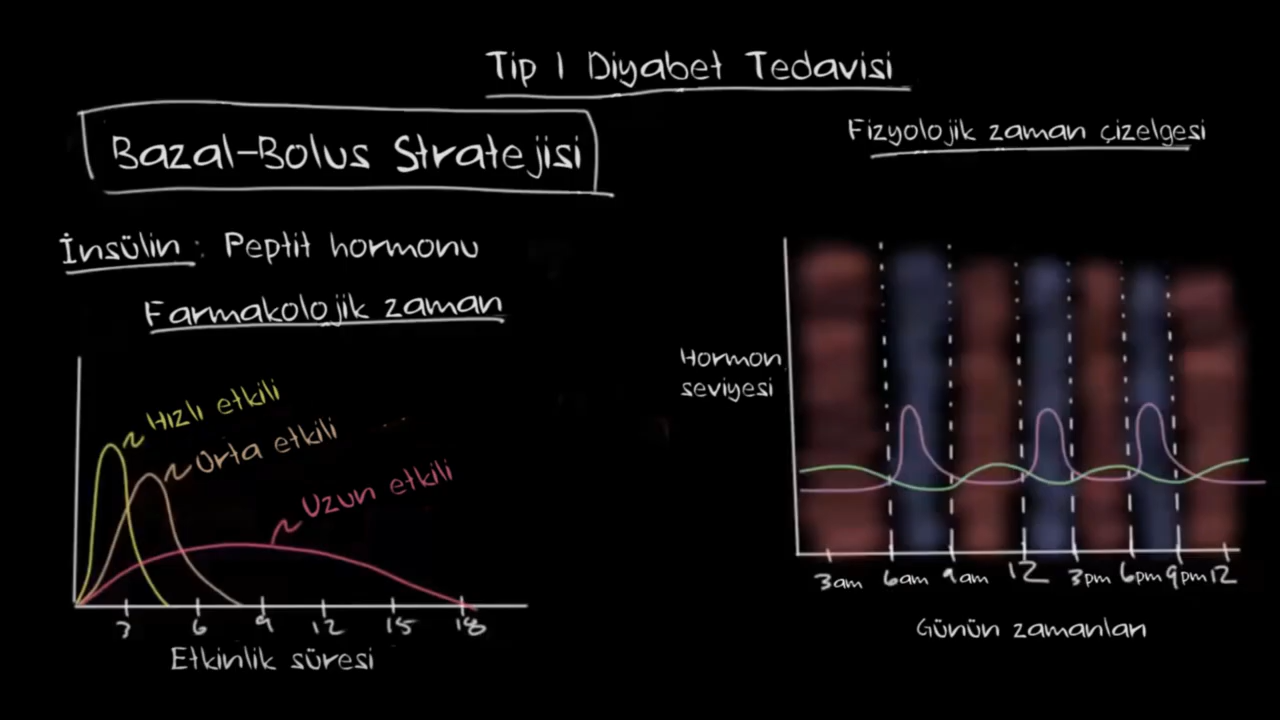 Tip 1 Diyabet Tedavisi
Bazal-Bolus Stratejisi
İnsülin : Peptit hormonu
Farmakolojik zaman
Hızlı etkili
Orta etkili
Uzun etkili
3 6 9 12 15 18
Etkinlik süresi
Fizyolojik zaman çizelgesi
Hormon
seviyesi
3am 6am 9am 12 3pm 6pm 9pm 12
Günün zamanları